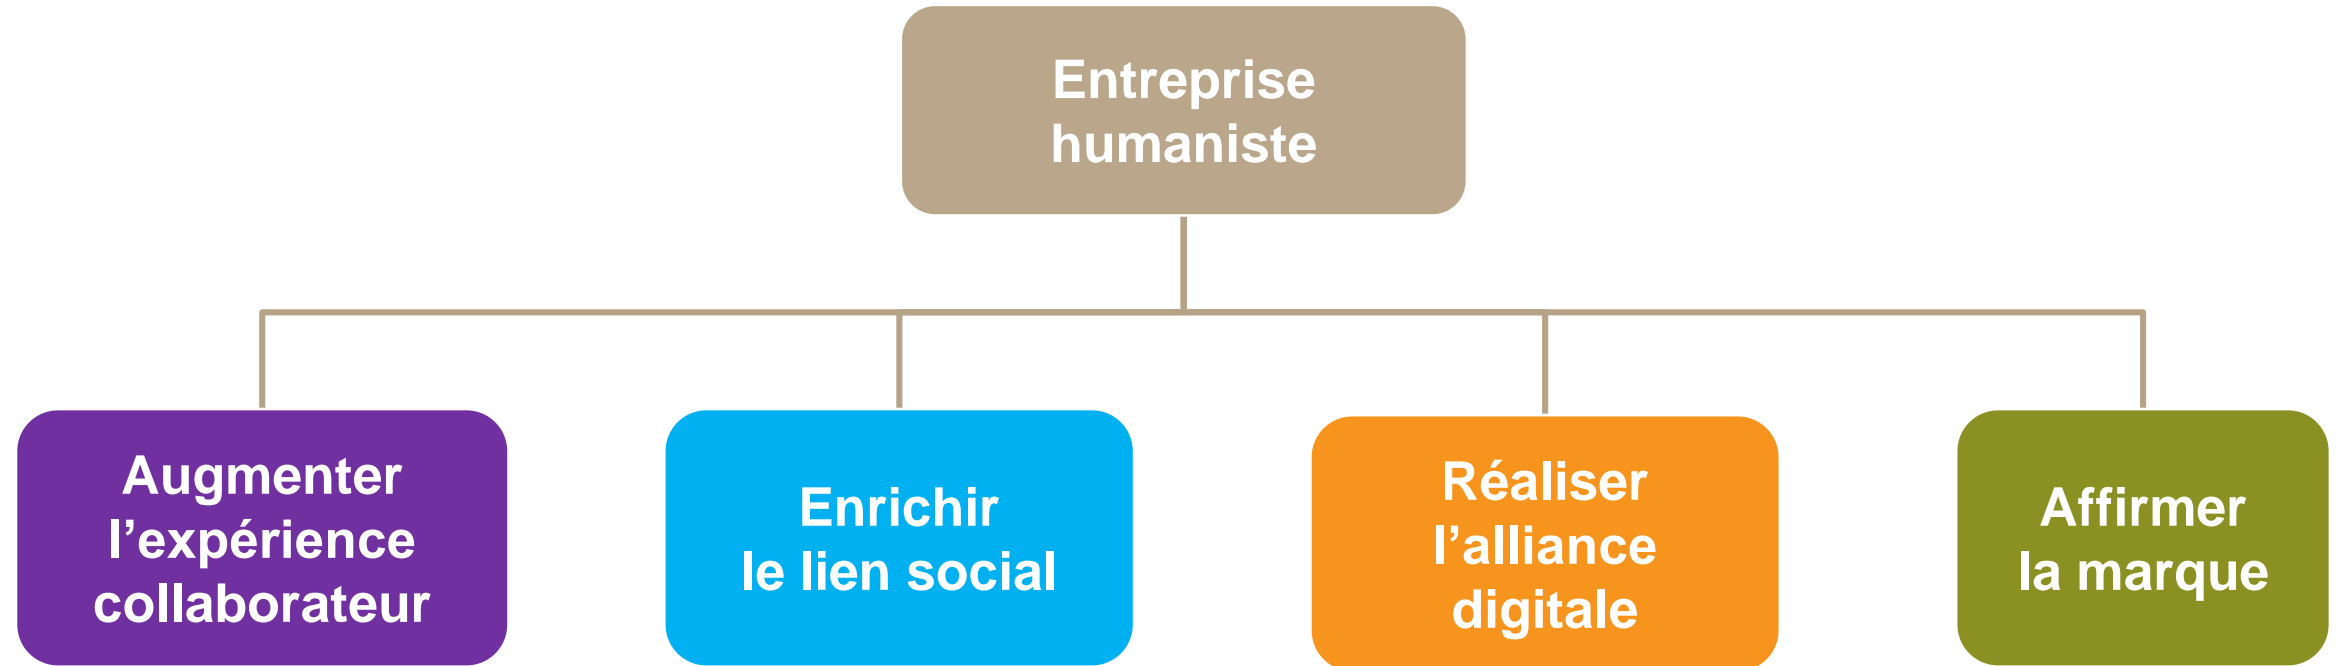 Entreprise
humaniste
Augmenter
l’expérience
collaborateur
Enrichir
le lien social
Réaliser
l’alliance
digitale
Affirmer
la marque